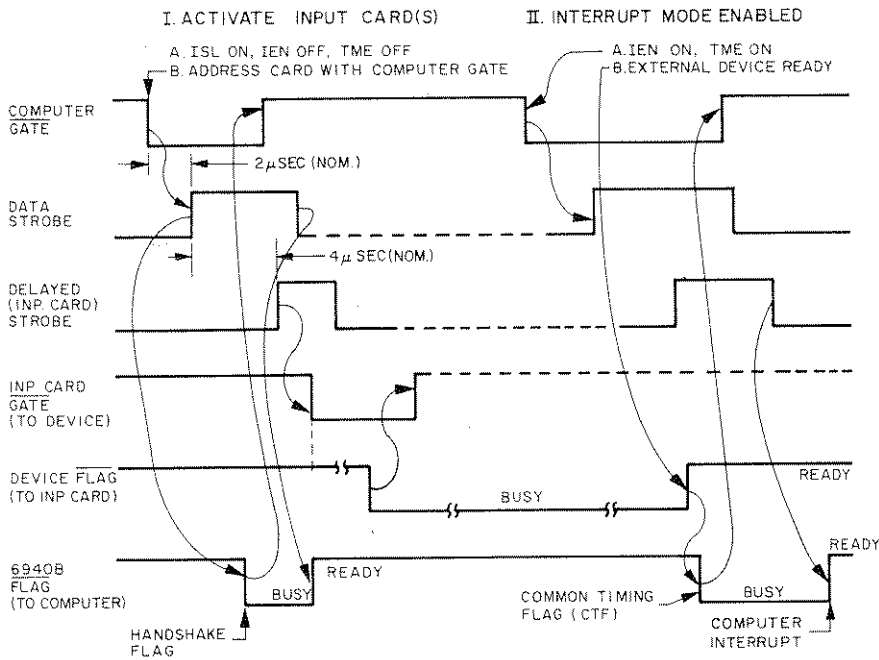 I. ACTIVATE INPUT CARD(S)
II. INTERRUPT MODE ENABLED
A. ISL ON, IEN OFF, TME OFF
B. ADDRESS CARD WITH COMPUTER GATE
A. IEN ON, TME ON
B. EXTERNAL DEVICE READY
COMPUTER
GATE
2µSEC (NOM.)
DATA
STROBE
4µSEC (NOM.)
DELAYED
(INP. CARD)
STROBE
INP CARD
GATE
(TO DEVICE)
DEVICE FLAG
(TO INP CARD)
BUSY
READY
6940B
FLAG
(TO COMPUTER)
BUSY
READY
HANDSHAKE
FLAG
COMMON TIMING
FLAG (CTF)
BUSY
READY
COMPUTER
INTERRUPT